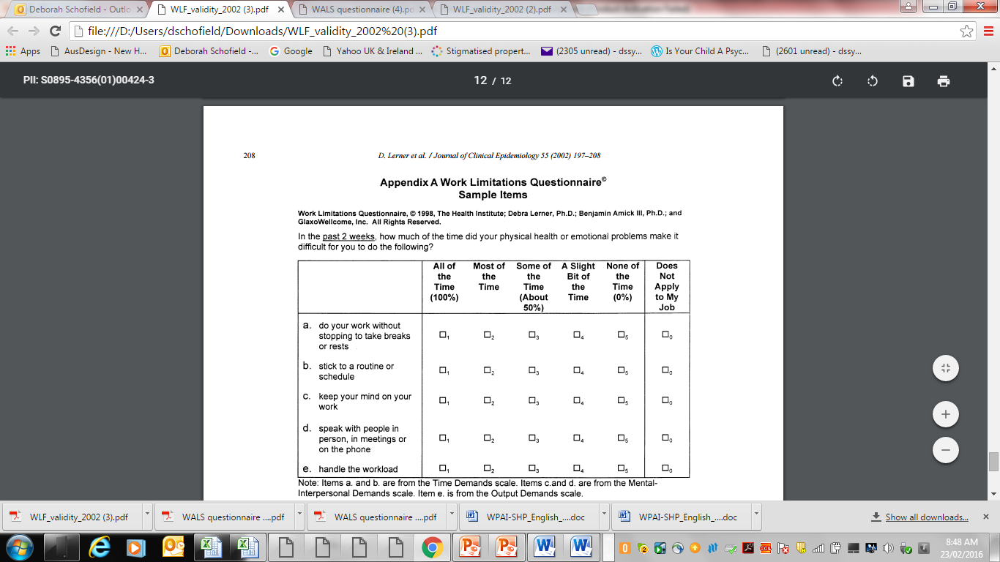 Deborah Schofield - Outlo
WLF_validity_2002 (3).pdf
WALS questionnaire (4).pd
WLF_validity_2002 (2).pdf
file:///D:/Users/dschofield/Downloads/WLF_validity_2002%20(3).pdf
Apps
AusDesign - New H...
Deborah Schofield -...
Google
Yahoo UK & Ireland ...
Stigmatised propert...
(2305 unread) - dssy...
Is Your Child A Psyc...
(2601 unread) - dssy...
PII: S0895-4356(01)00424-3
12 / 12
208
D. Lerner et al. / Journal of Clinical Epidemiology 55 (2002) 197–208
Appendix A Work Limitations Questionnaire©
Sample Items
Work Limitations Questionnaire, © 1998, The Health Institute; Debra Lerner, Ph.D.; Benjamin Amick III, Ph.D.; and
GlaxoWellcome, Inc. All Rights Reserved.
In the past 2 weeks, how much of the time did your physical health or emotional problems make it
difficult for you to do the following?
All of the Time (100%)
Most of the Time
Some of the Time (About 50%)
A Slight Bit of the Time
None of the Time (0%)
Does Not Apply to My Job
a. do your work without
stopping to take breaks
or rests
☐1 ☐2 ☐3 ☐4 ☐5 ☐0
b. stick to a routine or
schedule
☐1 ☐2 ☐3 ☐4 ☐5 ☐0
c. keep your mind on your
work
☐1 ☐2 ☐3 ☐4 ☐5 ☐0
d. speak with people in
person, in meetings or
on the phone
☐1 ☐2 ☐3 ☐4 ☐5 ☐0
e. handle the workload
☐1 ☐2 ☐3 ☐4 ☐5 ☐0
Note: Items a. and b. are from the Time Demands scale. Items c.and d. are from the Mental-
Interpersonal Demands scale. Item e. is from the Output Demands scale.
WLF_validity_2002 (3).pdf
WALS questionnaire ....pdf
WALS questionnaire ....pdf
WPAI-SHP_English_....doc
WPAI-SHP_English_....doc
Show all downloads...
8:48 AM
23/02/2016